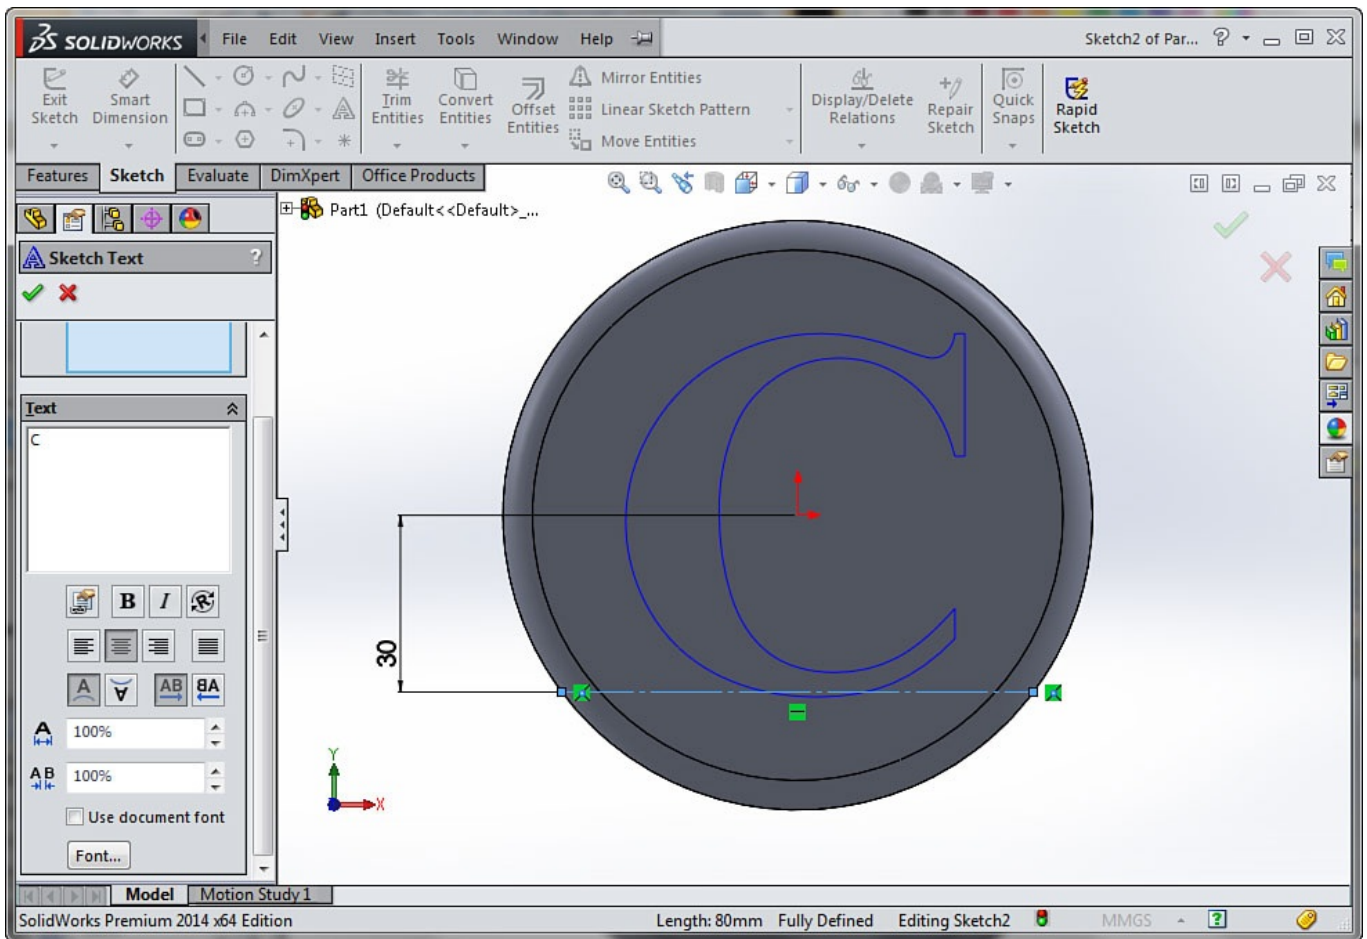 SOLIDWORKS File Edit View Insert Tools Window Help Sketch2 of Par... ?
Exit Sketch
Smart Dimension
Trim Entities
Convert Entities
Offset Entities
Mirror Entities
Linear Sketch Pattern
Move Entities
Display/Delete Relations
Repair Sketch
Quick Snaps
Rapid Sketch
Features Sketch Evaluate DimXpert Office Products
Part1 (Default<<Default>_...
Sketch Text ?
Text
C
B I R
A A AB AB
A 100%
AB 100%
Use document font
Font...
C
30
Y
X
Model Motion Study 1
SolidWorks Premium 2014 x64 Edition Length: 80mm Fully Defined Editing Sketch2 MMGS ?